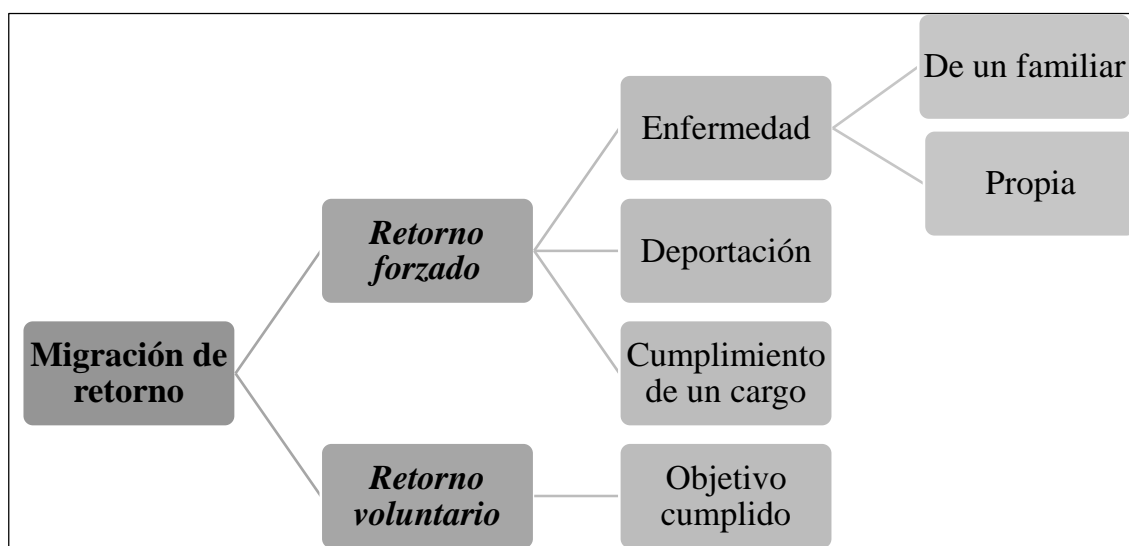 Migración de
retorno
Retorno
forzado
Enfermedad
De un familiar
Propia
Deportación
Cumplimiento
de un cargo
Retorno
voluntario
Objetivo
cumplido